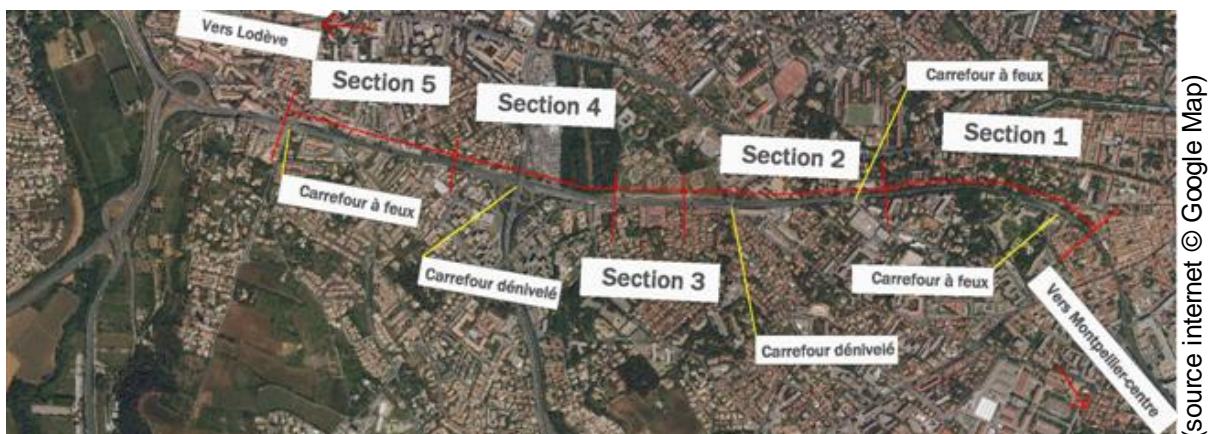 Vers Lodève
Section 5
Section 4
Carrefour à feux
Section 1
Section 2
Carrefour à feux
Carrefour dénivelé
Section 3
Carrefour à feux
Carrefour dénivelé
Vers Montpellier-centre
(source internet © Google Map)